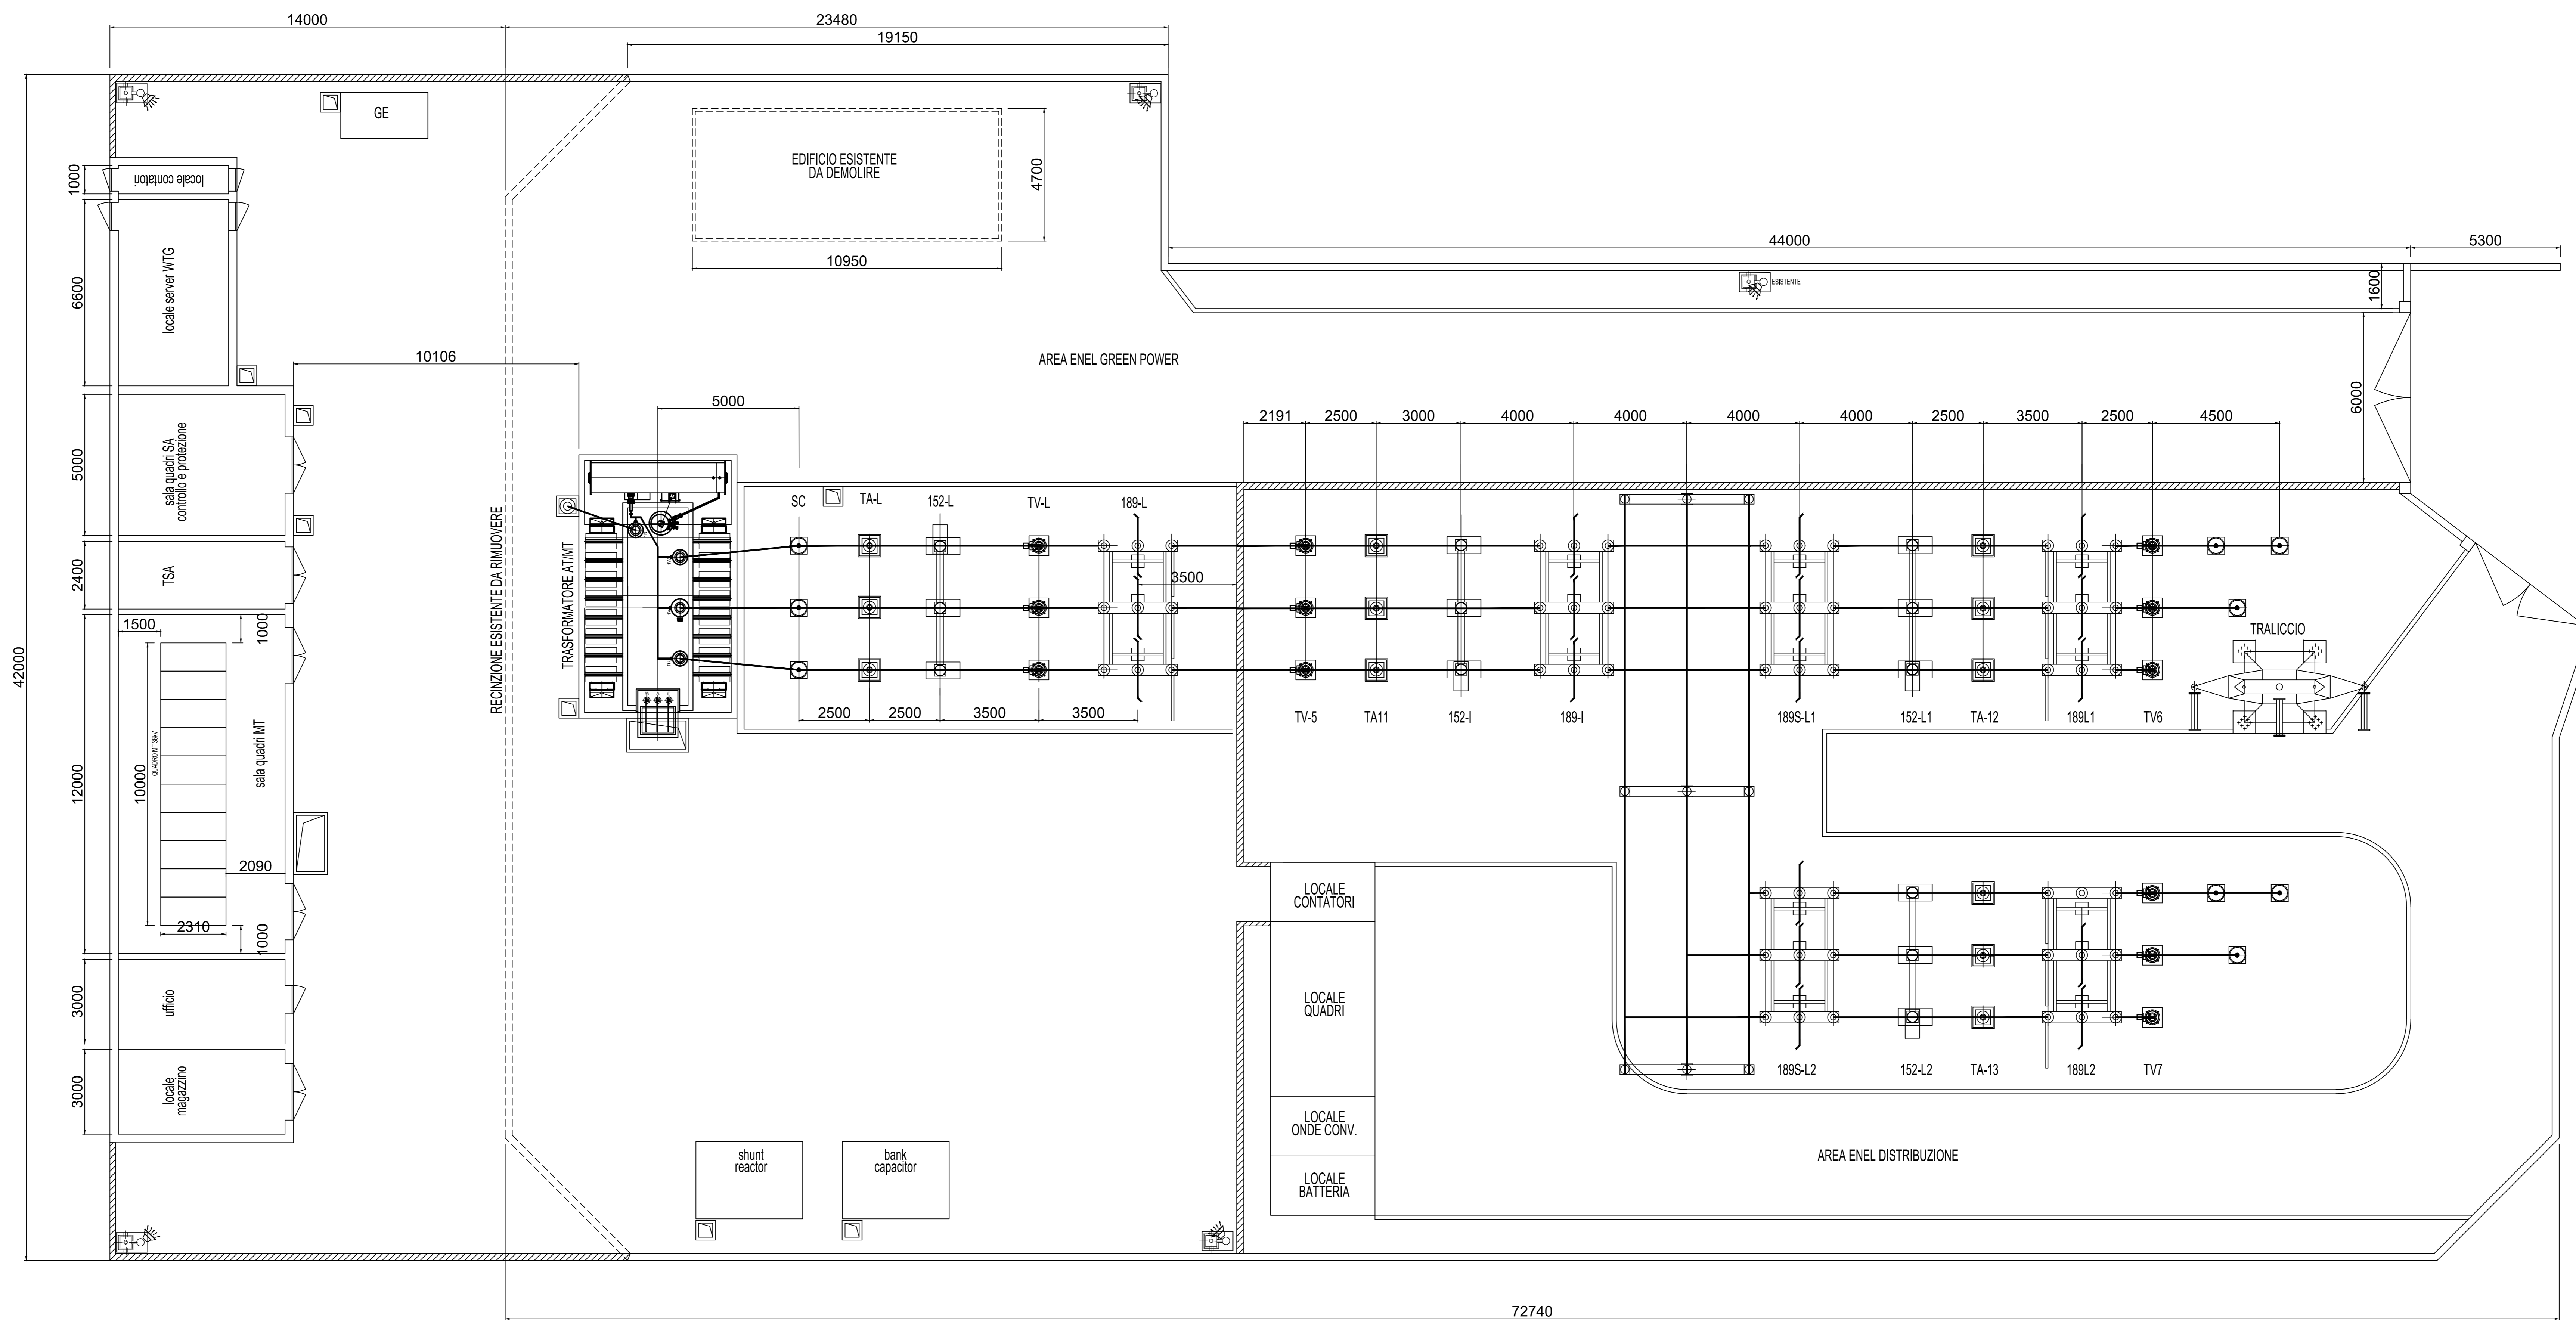 14000
23480
19150
GE
EDIFICIO ESISTENTE
DA DEMOLIRE
4700
10950
1000
locale contatori
6600
locale server WTG
44000
5300
ESISTENTE
1600
6000
10106
AREA ENEL GREEN POWER
5000
2191
2500
3000
4000
4000
4000
4000
2500
3500
2500
4500
5000
sala quadri SA
controllo e protezione
2400
TSA
RECINZIONE ESISTENTE DA RIMUOVERE
TRASFORMATORE AT/MT
SC
TA-L
152-L
TV-L
189-L
3500
2500
2500
3500
3500
TV-5
TA11
152-I
189-I
189S-L1
152-L1
TA-12
189L1
TV6
TRALICCIO
42000
1500
1000
12000
10000
QUADRO MT 36kV
sala quadri MT
2090
2310
1000
3000
ufficio
3000
locale
magazzino
LOCALE
CONTATORI
LOCALE
QUADRI
LOCALE
ONDE CONV.
LOCALE
BATTERIA
189S-L2
152-L2
TA-13
189L2
TV7
shunt
reactor
bank
capacitor
AREA ENEL DISTRIBUZIONE
72740